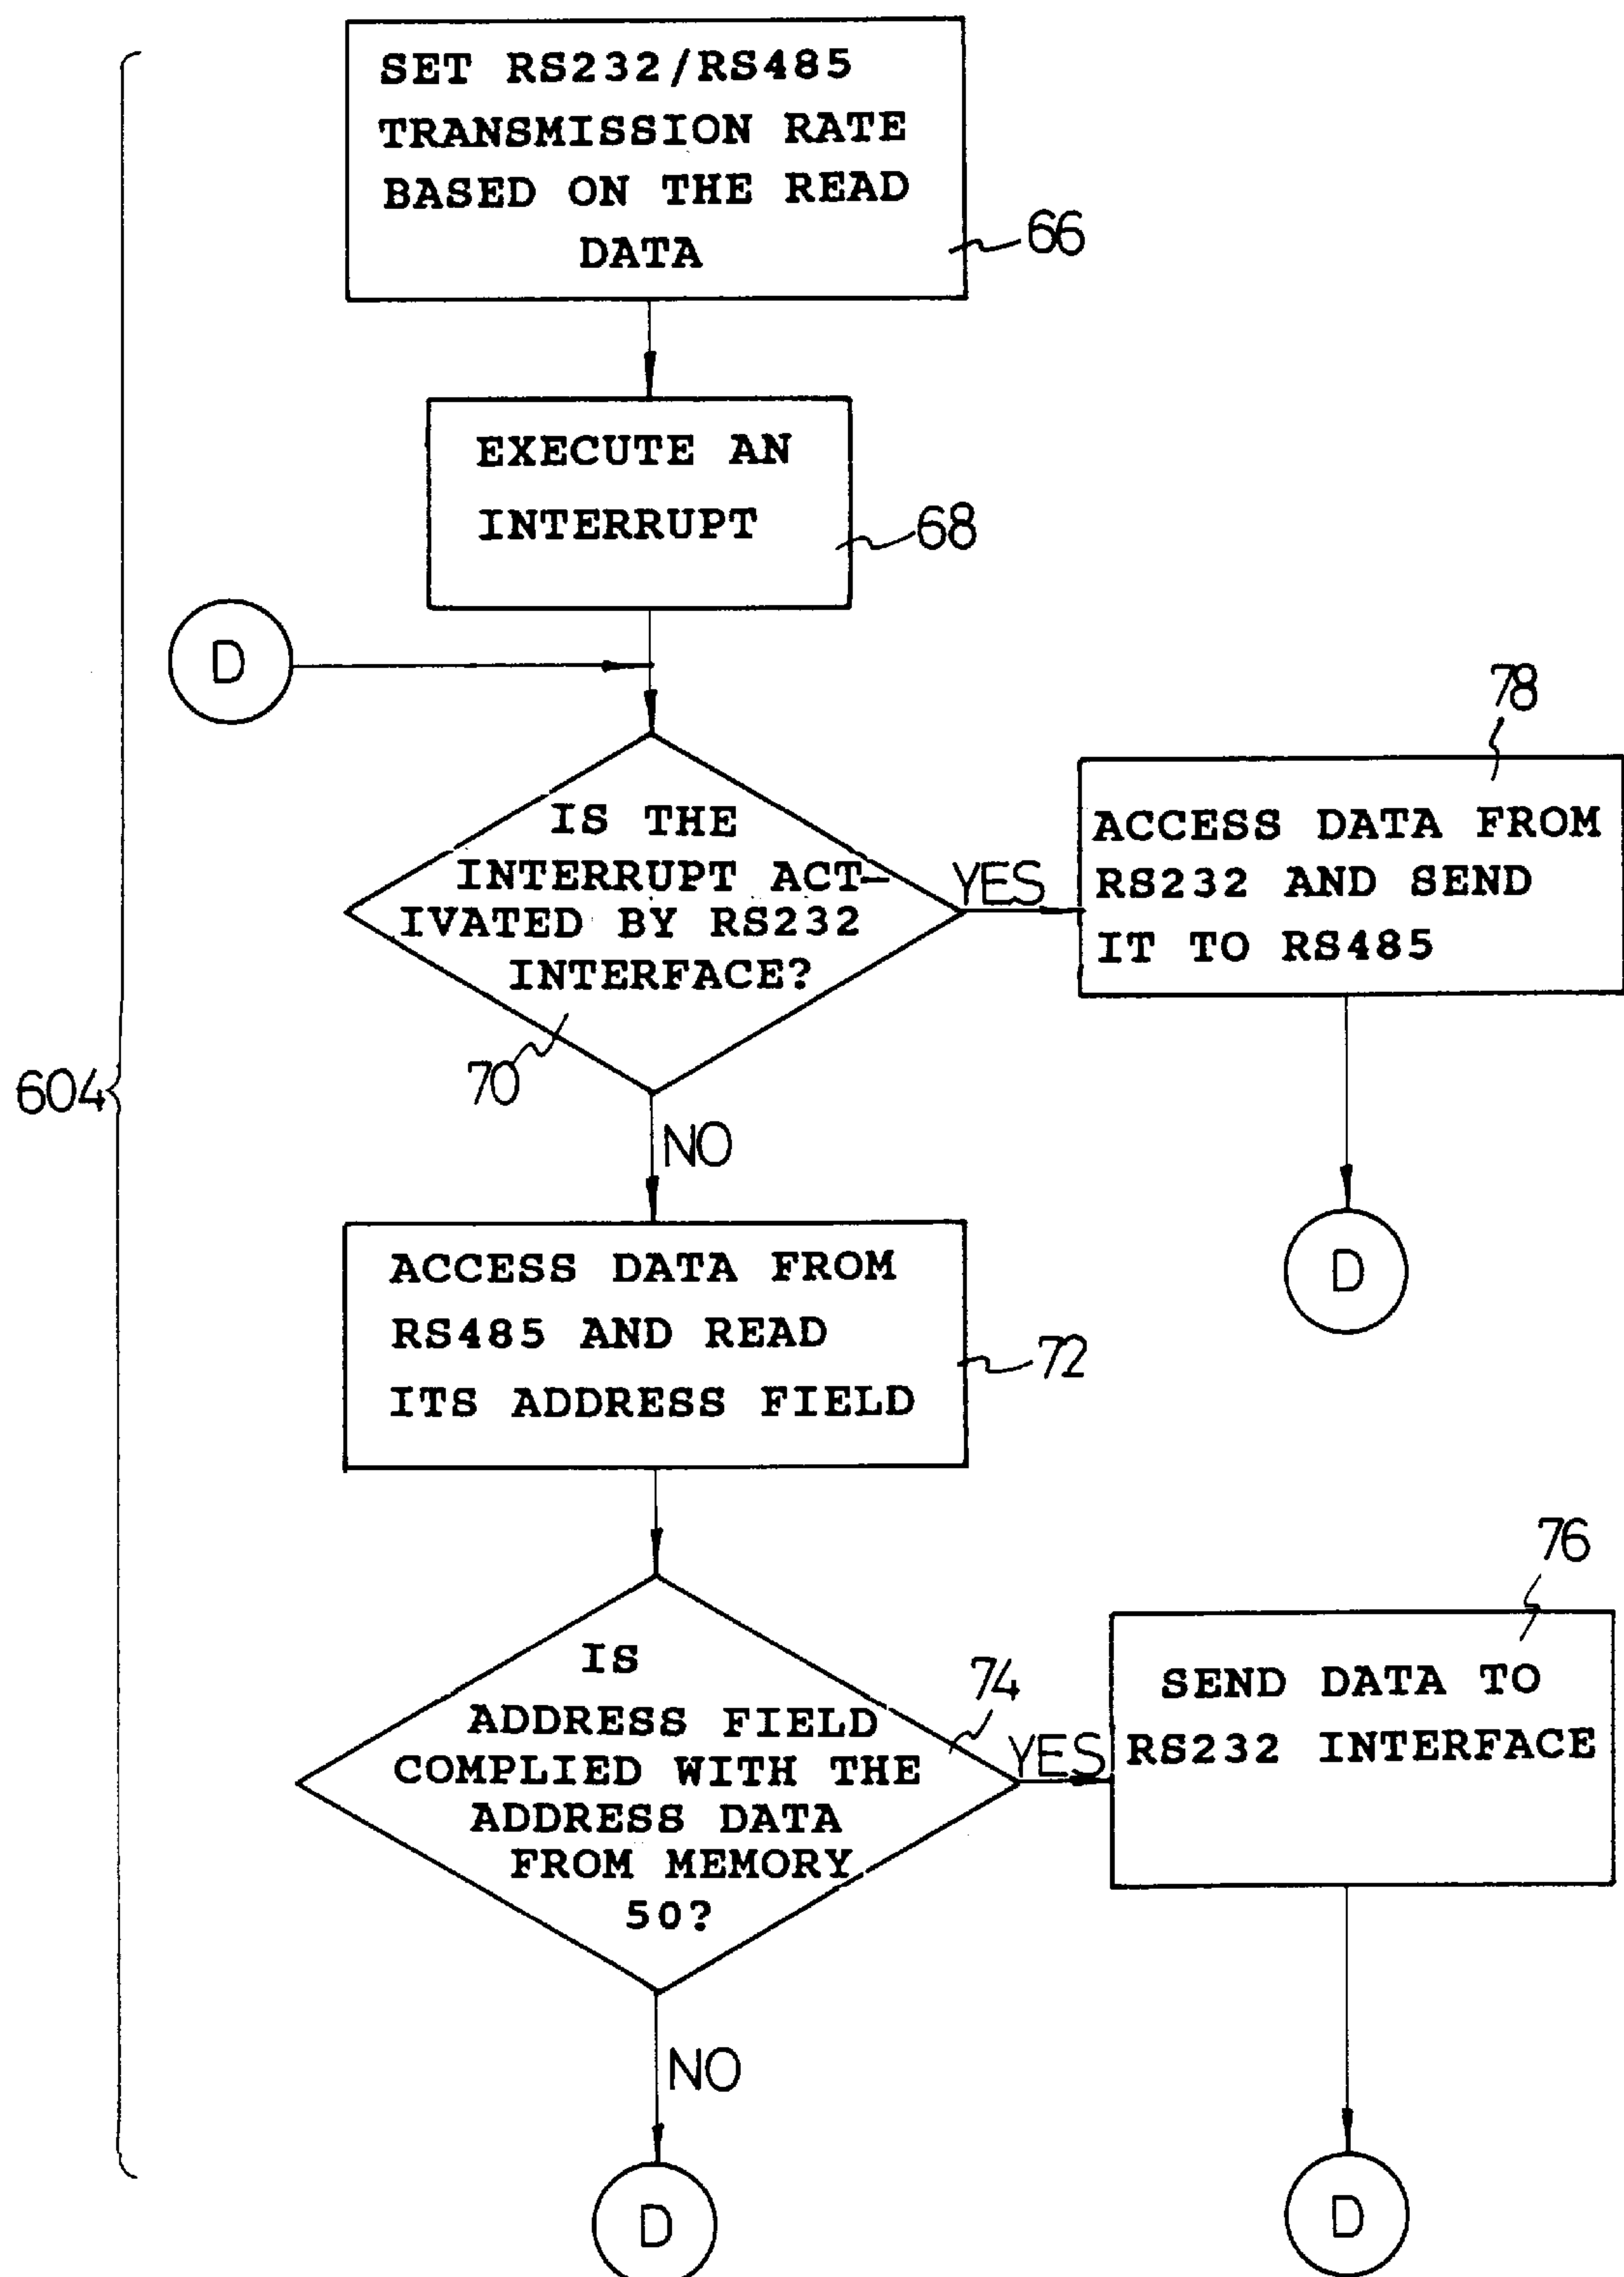 SET RS232/RS485
TRANSMISSION RATE
BASED ON THE READ
DATA
66
EXECUTE AN
INTERRUPT
68
D
IS THE
INTERRUPT ACT-
IVATED BY RS232
INTERFACE?
70
YES
78
ACCESS DATA FROM
RS232 AND SEND
IT TO RS485
D
604
NO
ACCESS DATA FROM
RS485 AND READ
ITS ADDRESS FIELD
72
IS
ADDRESS FIELD
COMPLIED WITH THE
ADDRESS DATA
FROM MEMORY
50?
74
YES
76
SEND DATA TO
RS232 INTERFACE
NO
D
D